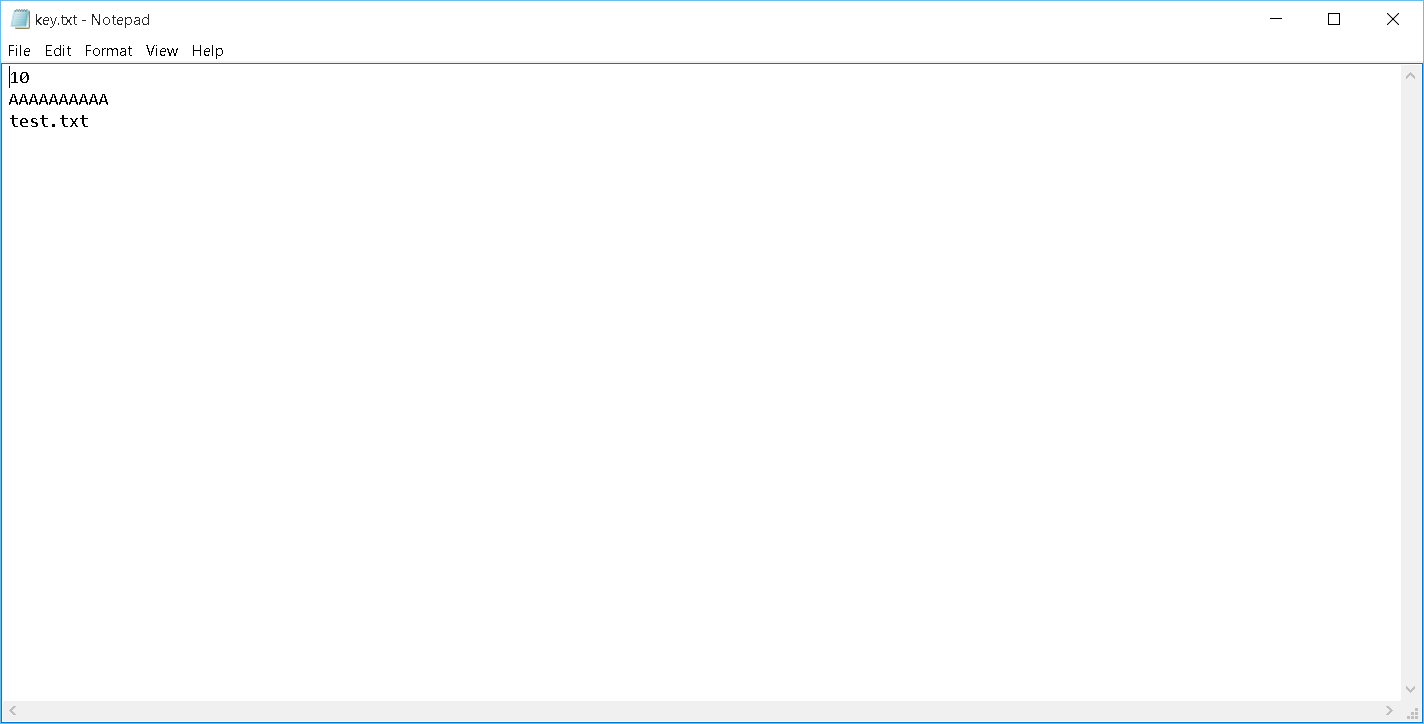 key.txt - Notepad
File Edit Format View Help
10
AAAAAAAAAA
test.txt